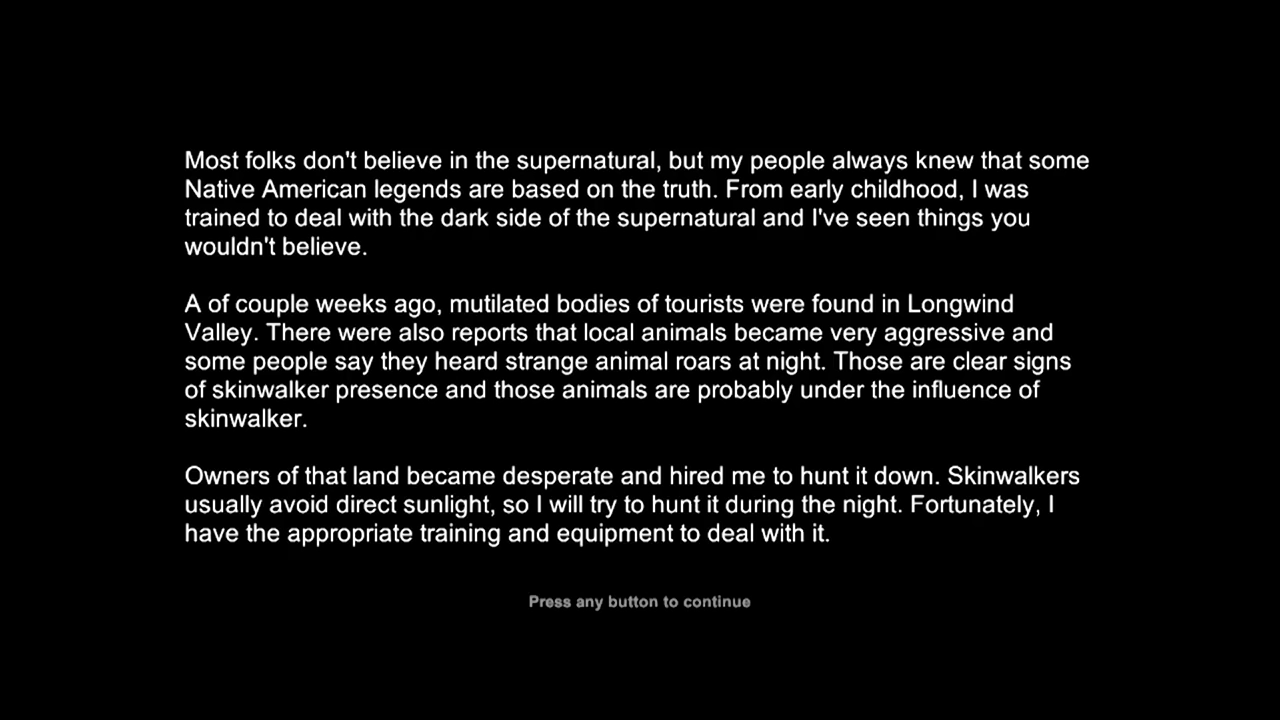 Most folks don't believe in the supernatural, but my people always knew that some
Native American legends are based on the truth. From early childhood, I was
trained to deal with the dark side of the supernatural and I've seen things you
wouldn't believe.
A of couple weeks ago, mutilated bodies of tourists were found in Longwind
Valley. There were also reports that local animals became very aggressive and
some people say they heard strange animal roars at night. Those are clear signs
of skinwalker presence and those animals are probably under the influence of
skinwalker.
Owners of that land became desperate and hired me to hunt it down. Skinwalkers
usually avoid direct sunlight, so I will try to hunt it during the night. Fortunately, I
have the appropriate training and equipment to deal with it.
Press any button to continue